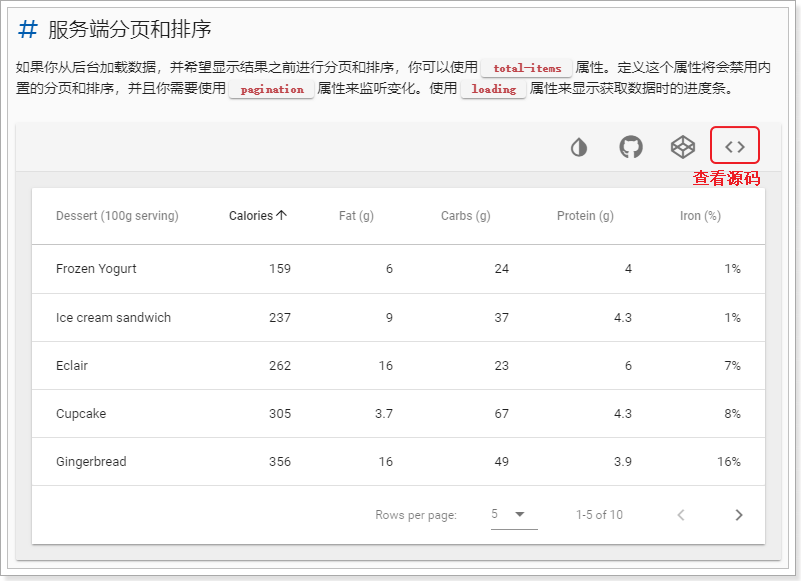 # 服务端分页和排序
如果你从后台加载数据，并希望显示结果之前进行分页和排序，你可以使用 total-items 属性。定义这个属性将会禁用内
置的分页和排序，并且你需要使用 pagination 属性来监听变化。使用 loading 属性来显示获取数据时的进度条。
查看源码
Dessert (100g serving) Calories Fat (g) Carbs (g) Protein (g) Iron (%)
Frozen Yogurt 159 6 24 4 1%
Ice cream sandwich 237 9 37 4.3 1%
Eclair 262 16 23 6 7%
Cupcake 305 3.7 67 4.3 8%
Gingerbread 356 16 49 3.9 16%
Rows per page: 5 1-5 of 10